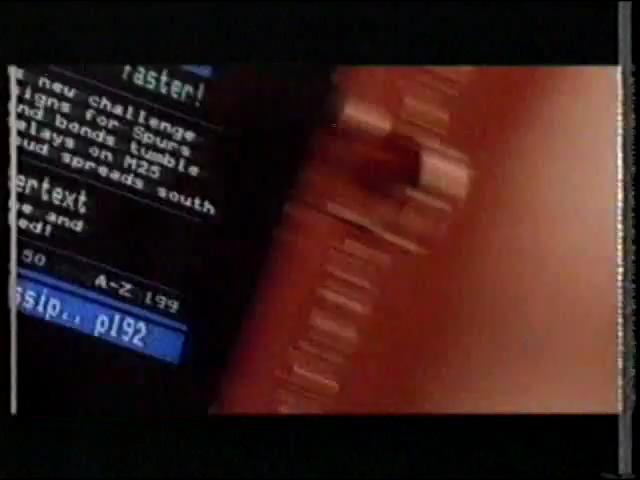 faster!
new challenge
igns for Spurs
nd bonds tumble
elays on M25
oud spreads south
ertext
e and
ed!
50 A-Z 199
ssip.. p192